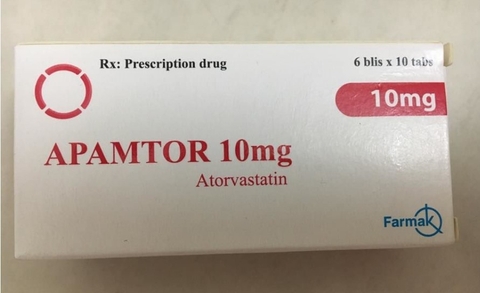 Rx: Prescription drug
6 blis x 10 tabs
10mg
APAMTOR 10mg
Atorvastatin
Farmak